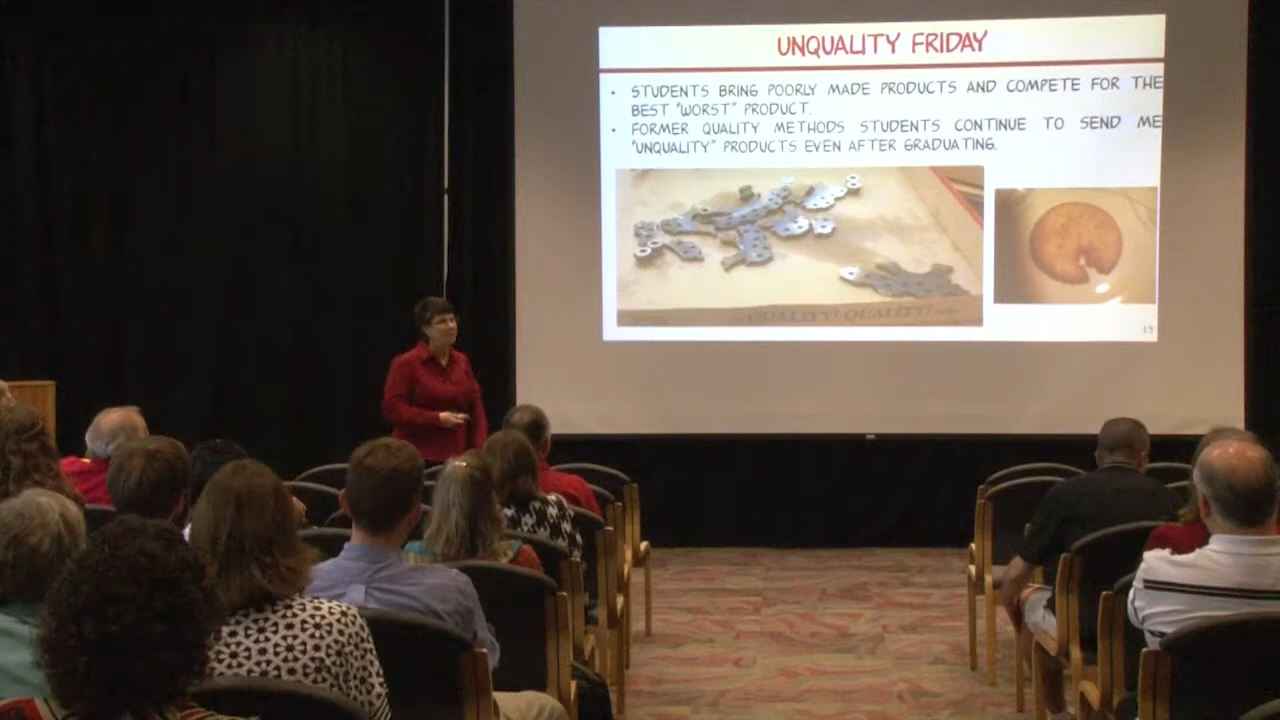 UNQUALITY FRIDAY
• STUDENTS BRING POORLY MADE PRODUCTS AND COMPETE FOR THE
BEST "WORST" PRODUCT.
• FORMER QUALITY METHODS STUDENTS CONTINUE TO SEND ME
"UNQUALITY" PRODUCTS EVEN AFTER GRADUATING.
QUALITY! QUALITY!
13